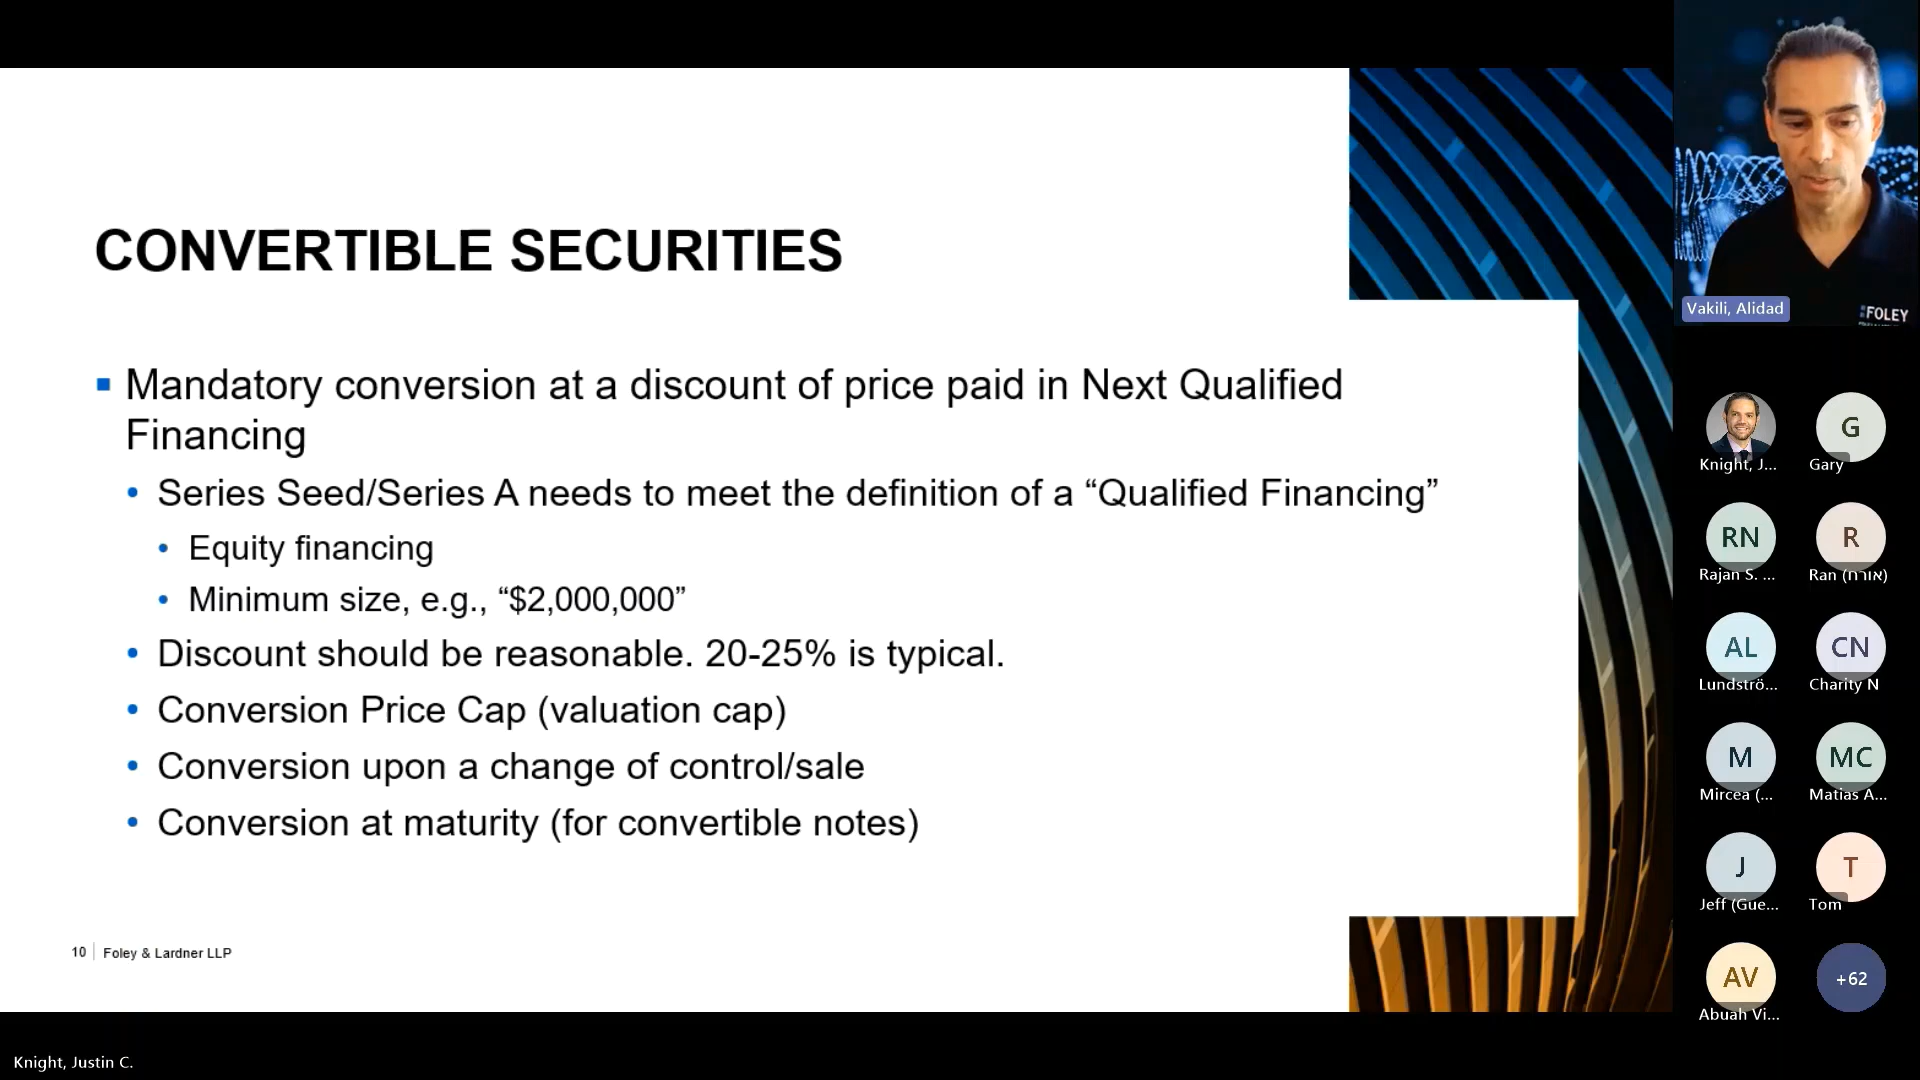 CONVERTIBLE SECURITIES
Mandatory conversion at a discount of price paid in Next Qualified
Financing
Series Seed/Series A needs to meet the definition of a “Qualified Financing”
Equity financing
Minimum size, e.g., “$2,000,000”
Discount should be reasonable. 20-25% is typical.
Conversion Price Cap (valuation cap)
Conversion upon a change of control/sale
Conversion at maturity (for convertible notes)
10 Foley & Lardner LLP
Knight, Justin C.
Vakili, Alidad
FOLEY
Knight, J...
G
Gary
RN
Rajan S. ...
R
Ran (אורח)
AL
Lundströ...
CN
Charity N
M
Mircea (...
MC
Matias A...
J
Jeff (Gue...
T
Tom
AV
Abuah Vi...
+62